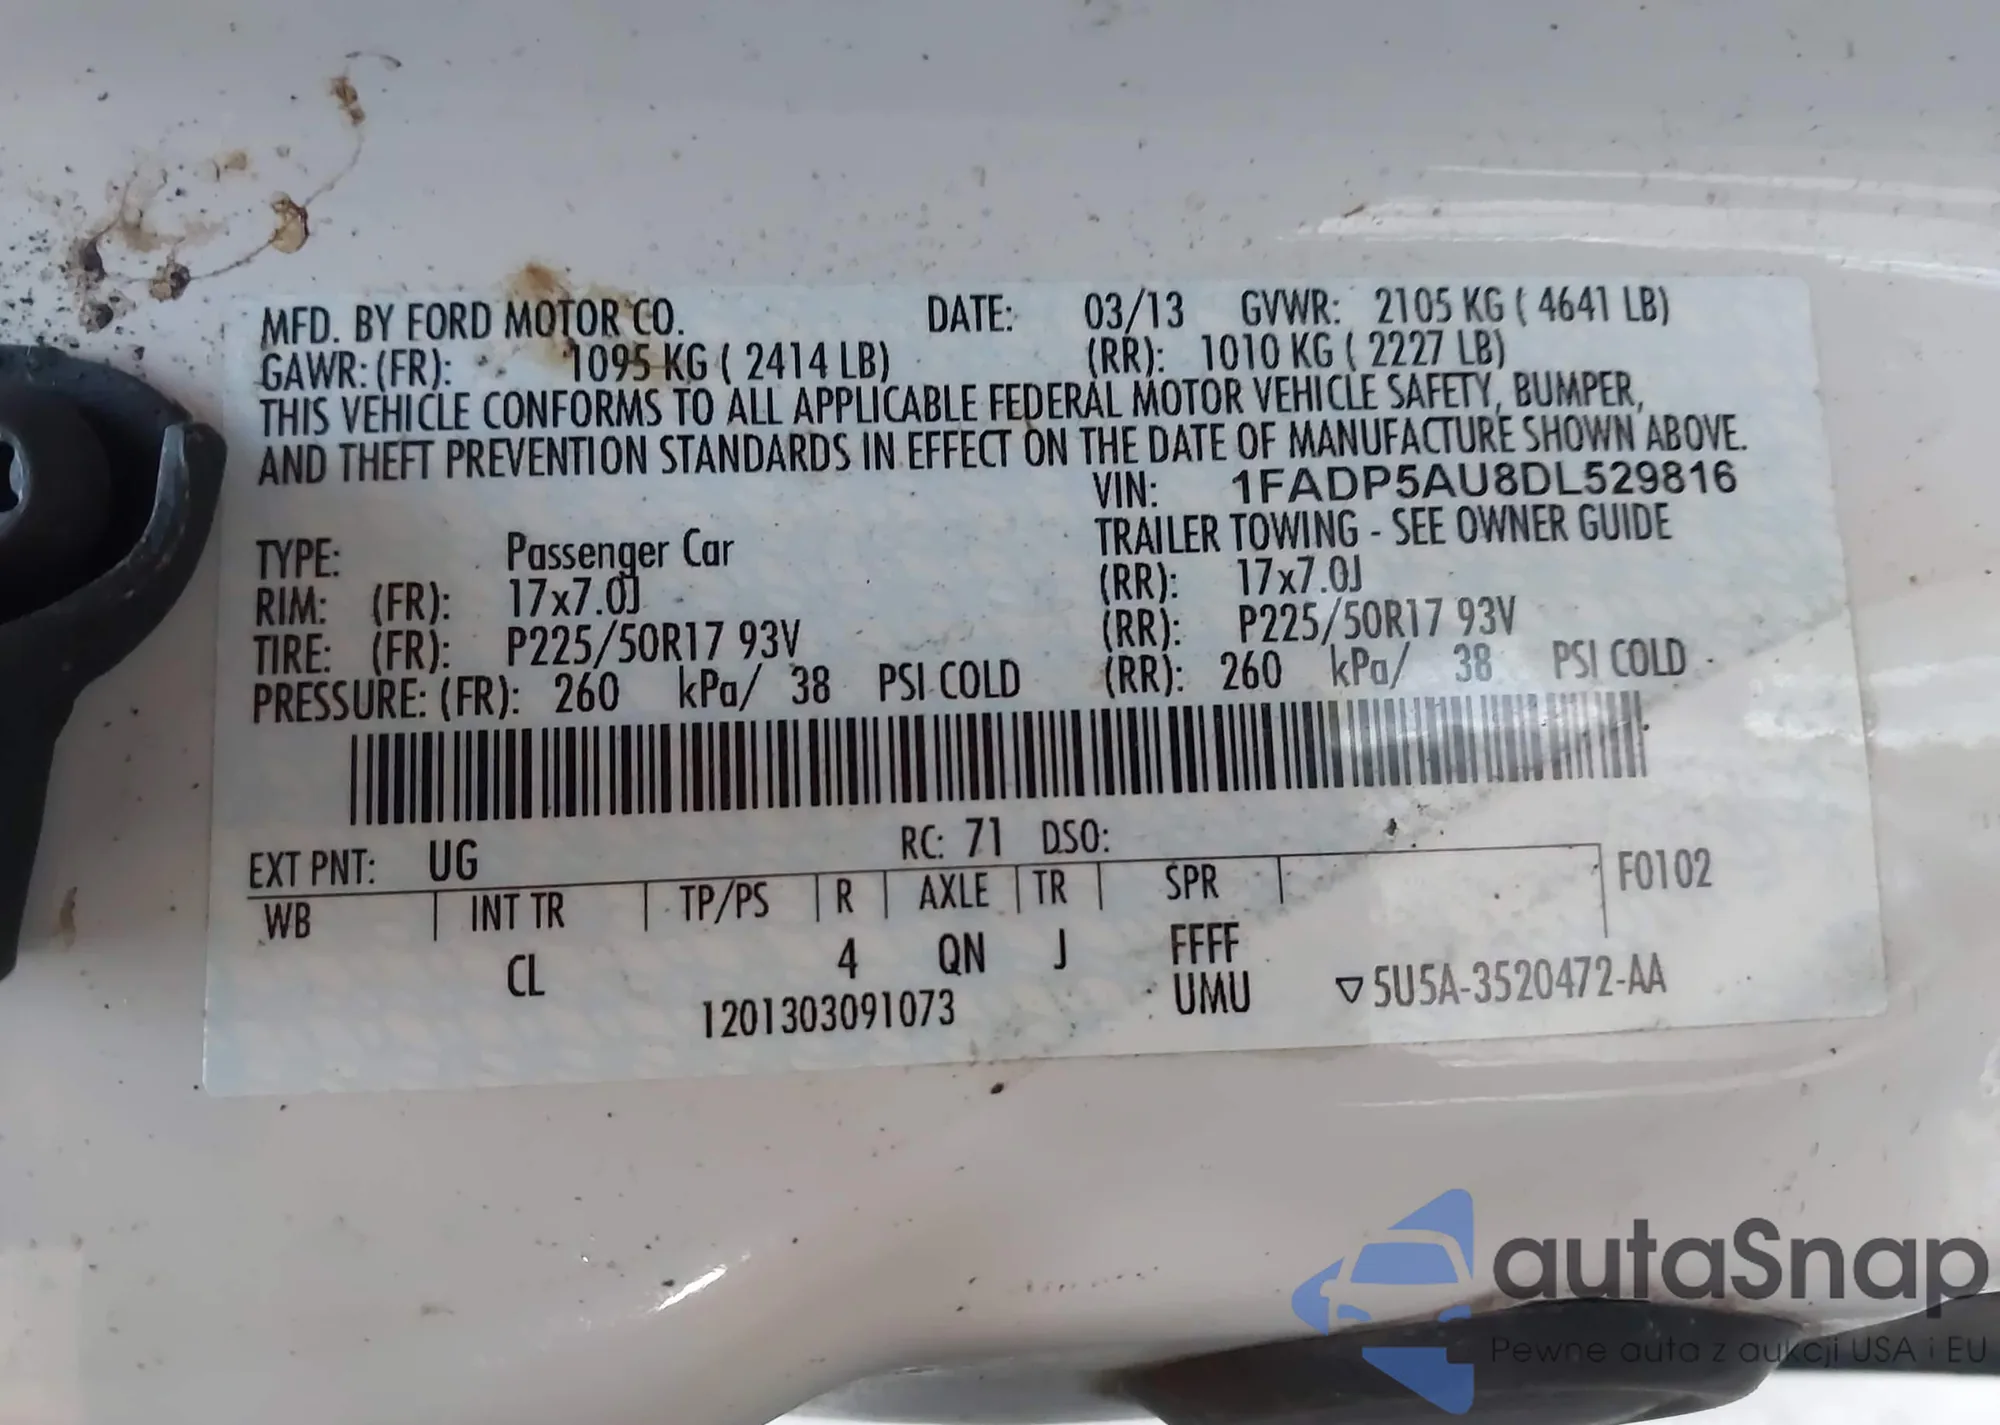 MFD. BY FORD MOTOR CO. DATE: 03/13 GVWR: 2105 KG ( 4641 LB)
GAWR: (FR): 1095 KG ( 2414 LB) (RR): 1010 KG ( 2227 LB)
THIS VEHICLE CONFORMS TO ALL APPLICABLE FEDERAL MOTOR VEHICLE SAFETY, BUMPER,
AND THEFT PREVENTION STANDARDS IN EFFECT ON THE DATE OF MANUFACTURE SHOWN ABOVE.
VIN: 1FADP5AU8DL529816
TYPE: Passenger Car TRAILER TOWING - SEE OWNER GUIDE
RIM: (FR): 17x7.0J (RR): 17x7.0J
TIRE: (FR): P225/50R17 93V (RR): P225/50R17 93V
PRESSURE: (FR): 260 kPa/ 38 PSI COLD (RR): 260 kPa/ 38 PSI COLD
EXT PNT: UG RC: 71 DSO:
WB INT TR TP/PS R AXLE TR SPR F0102
CL 4 QN J FFFF
1201303091073 UMU ▽5U5A-3520472-AA
autaSnap
Pewne auta z aukcji USA i EU